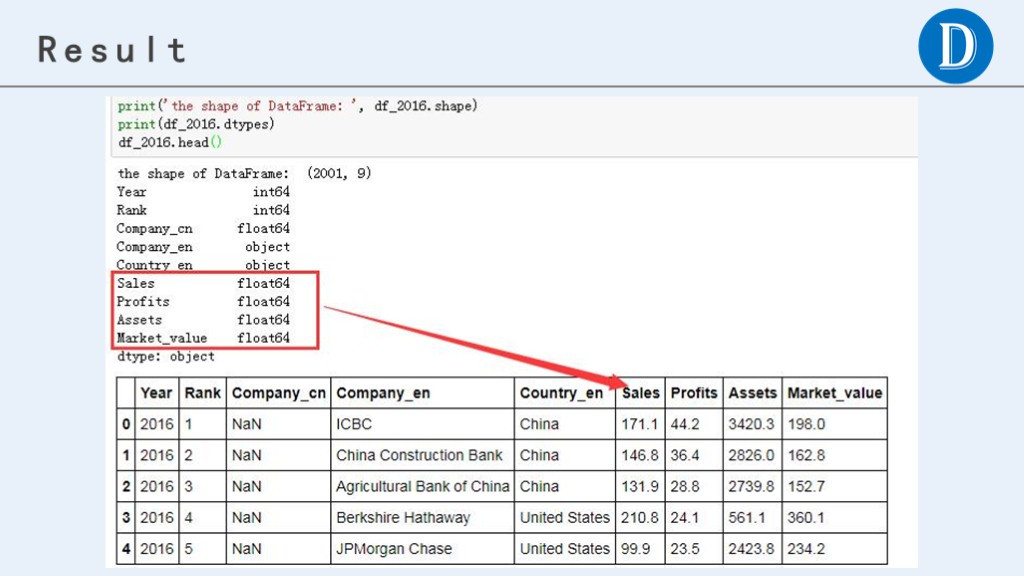 Result
D
print('the shape of DataFrame: ', df_2016.shape)
print(df_2016.dtypes)
df_2016.head()
the shape of DataFrame:  (2001, 9)
Year int64
Rank int64
Company_cn float64
Company_en object
Country_en object
Sales float64
Profits float64
Assets float64
Market_value float64
dtype: object
Year Rank Company_cn Company_en Country_en Sales Profits Assets Market_value
0 2016 1 NaN ICBC China 171.1 44.2 3420.3 198.0
1 2016 2 NaN China Construction Bank China 146.8 36.4 2826.0 162.8
2 2016 3 NaN Agricultural Bank of China China 131.9 28.8 2739.8 152.7
3 2016 4 NaN Berkshire Hathaway United States 210.8 24.1 561.1 360.1
4 2016 5 NaN JPMorgan Chase United States 99.9 23.5 2423.8 234.2